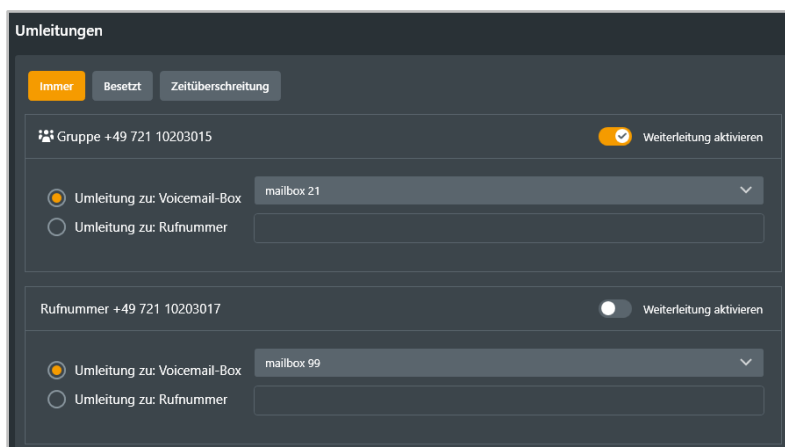 Umleitungen
Immer Besetzt Zeitüberschreitung
Gruppe +49 721 10203015 Weiterleitung aktivieren
Umleitung zu: Voicemail-Box mailbox 21
Umleitung zu: Rufnummer
Rufnummer +49 721 10203017 Weiterleitung aktivieren
Umleitung zu: Voicemail-Box mailbox 99
Umleitung zu: Rufnummer